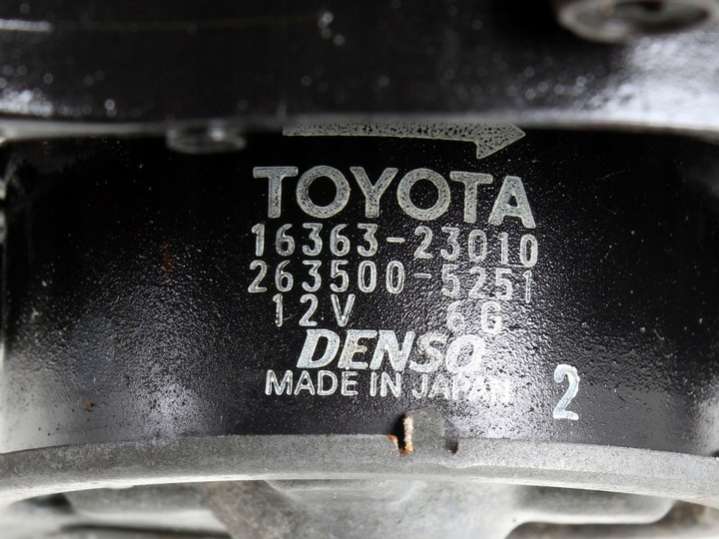 TOYOTA
16363-23010
263500-5251
12V 6G
DENSO
MADE IN JAPAN
2